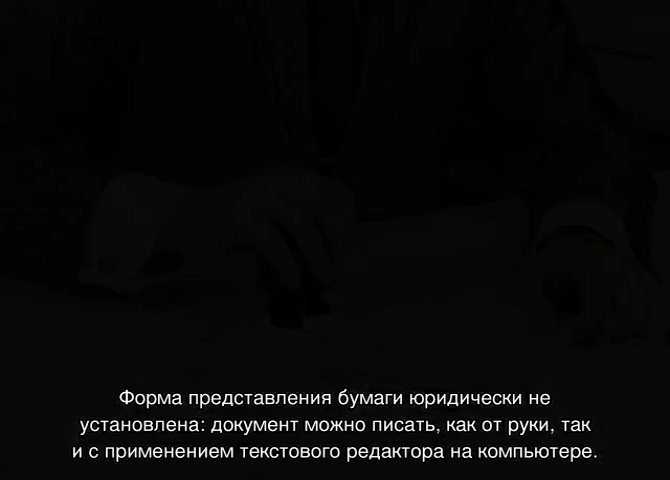 Форма представления бумаги юридически не
установлена: документ можно писать, как от руки, так
и с применением текстового редактора на компьютере.